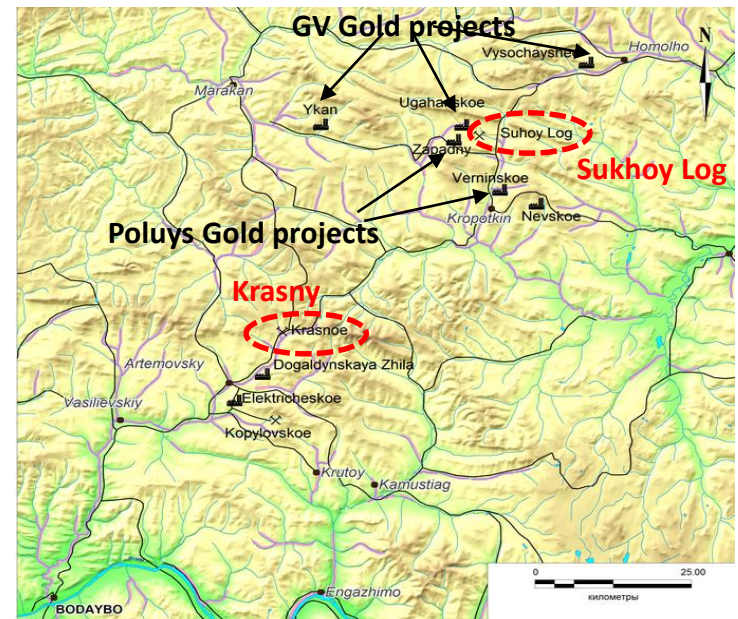 GV Gold projects
N
Vysochayshee
Homolho
Marakan
Ykan
Ugahanskoe
Suhoy Log
Zapadny
Sukhoy Log
Verninskoe
Kropotkin
Nevskoe
Poluys Gold projects
Krasny
Krasnoe
Artemovsky
Dogaldynskaya Zhila
Vasilievskiy
Elektricheskoe
Kopylovskoe
Krutoy
Kamustiag
Engazhimo
BODAYBO
0 25.00
километры